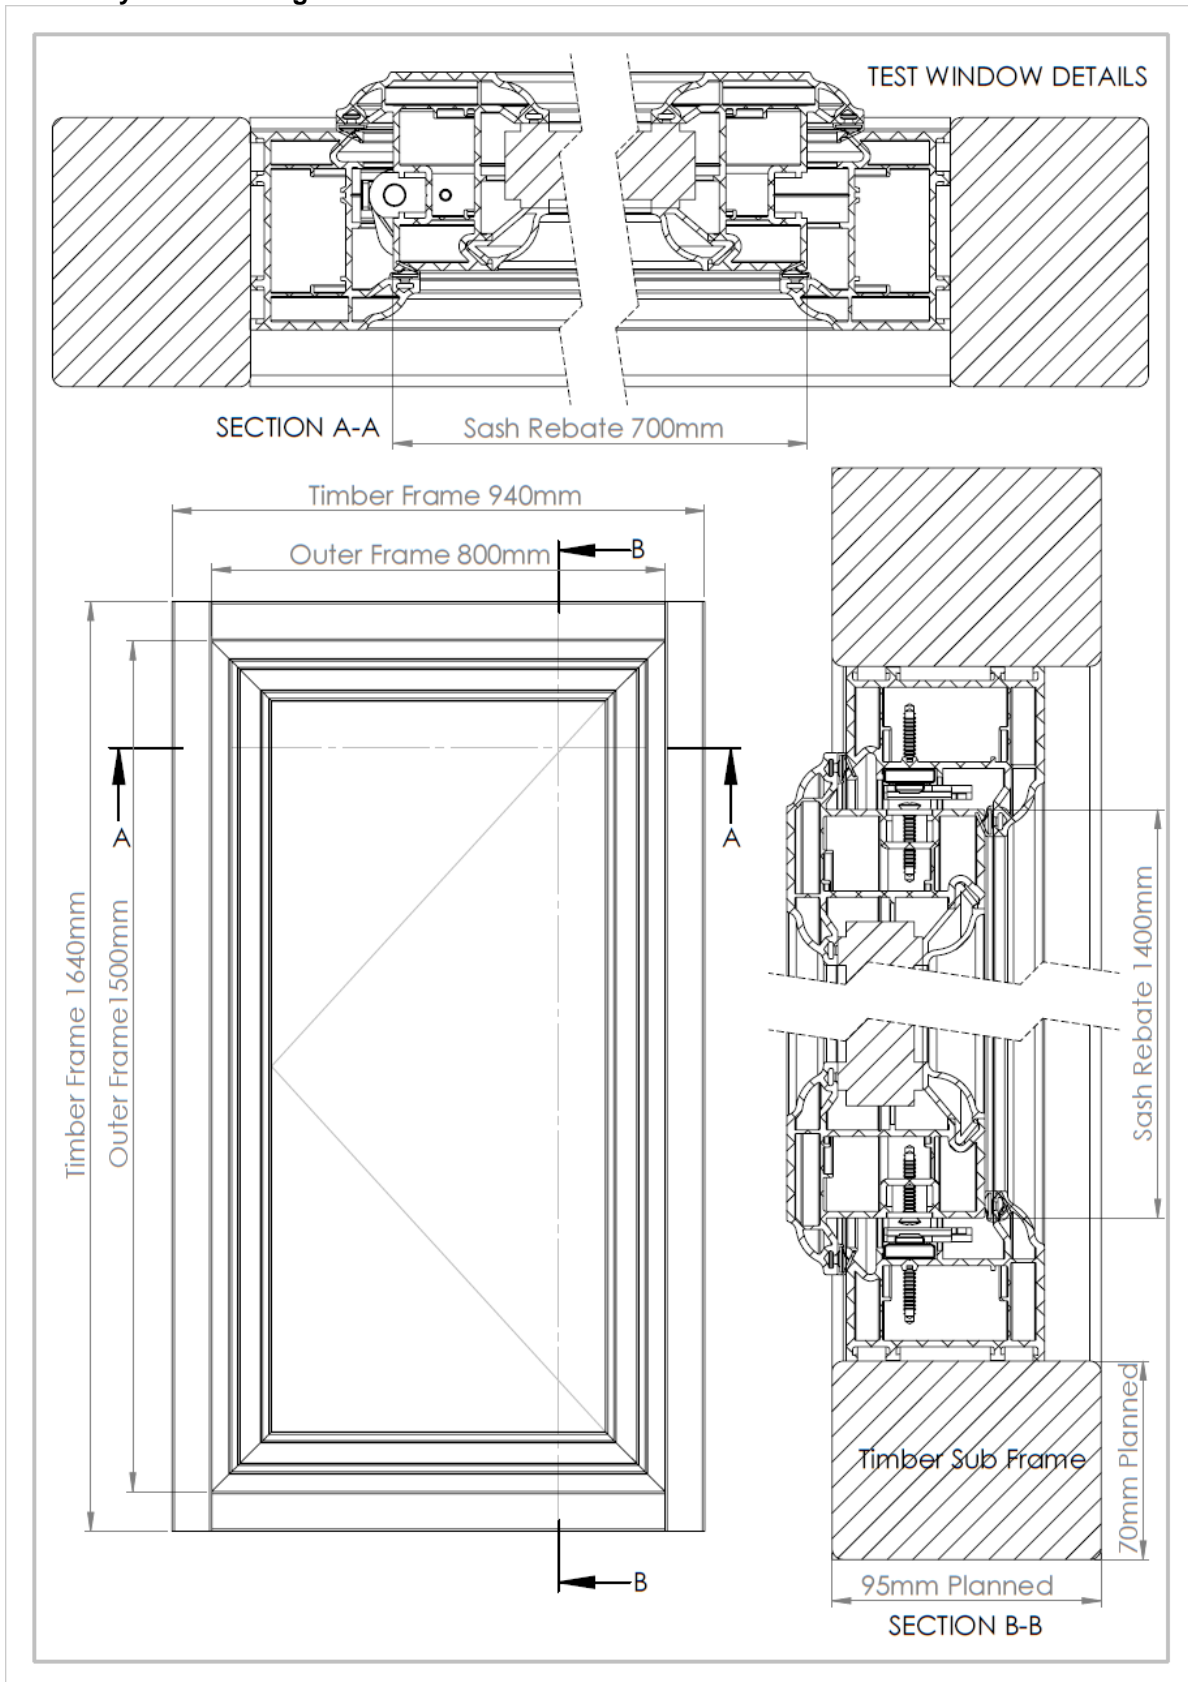 TEST WINDOW DETAILS
SECTION A-A
Sash Rebate 700mm
Timber Frame 940mm
Outer Frame 800mm
B
A
A
Timber Frame 1640mm
Outer Frame1500mm
Sash Rebate 1400mm
Timber Sub Frame
70mm Planned
B
95mm Planned
SECTION B-B